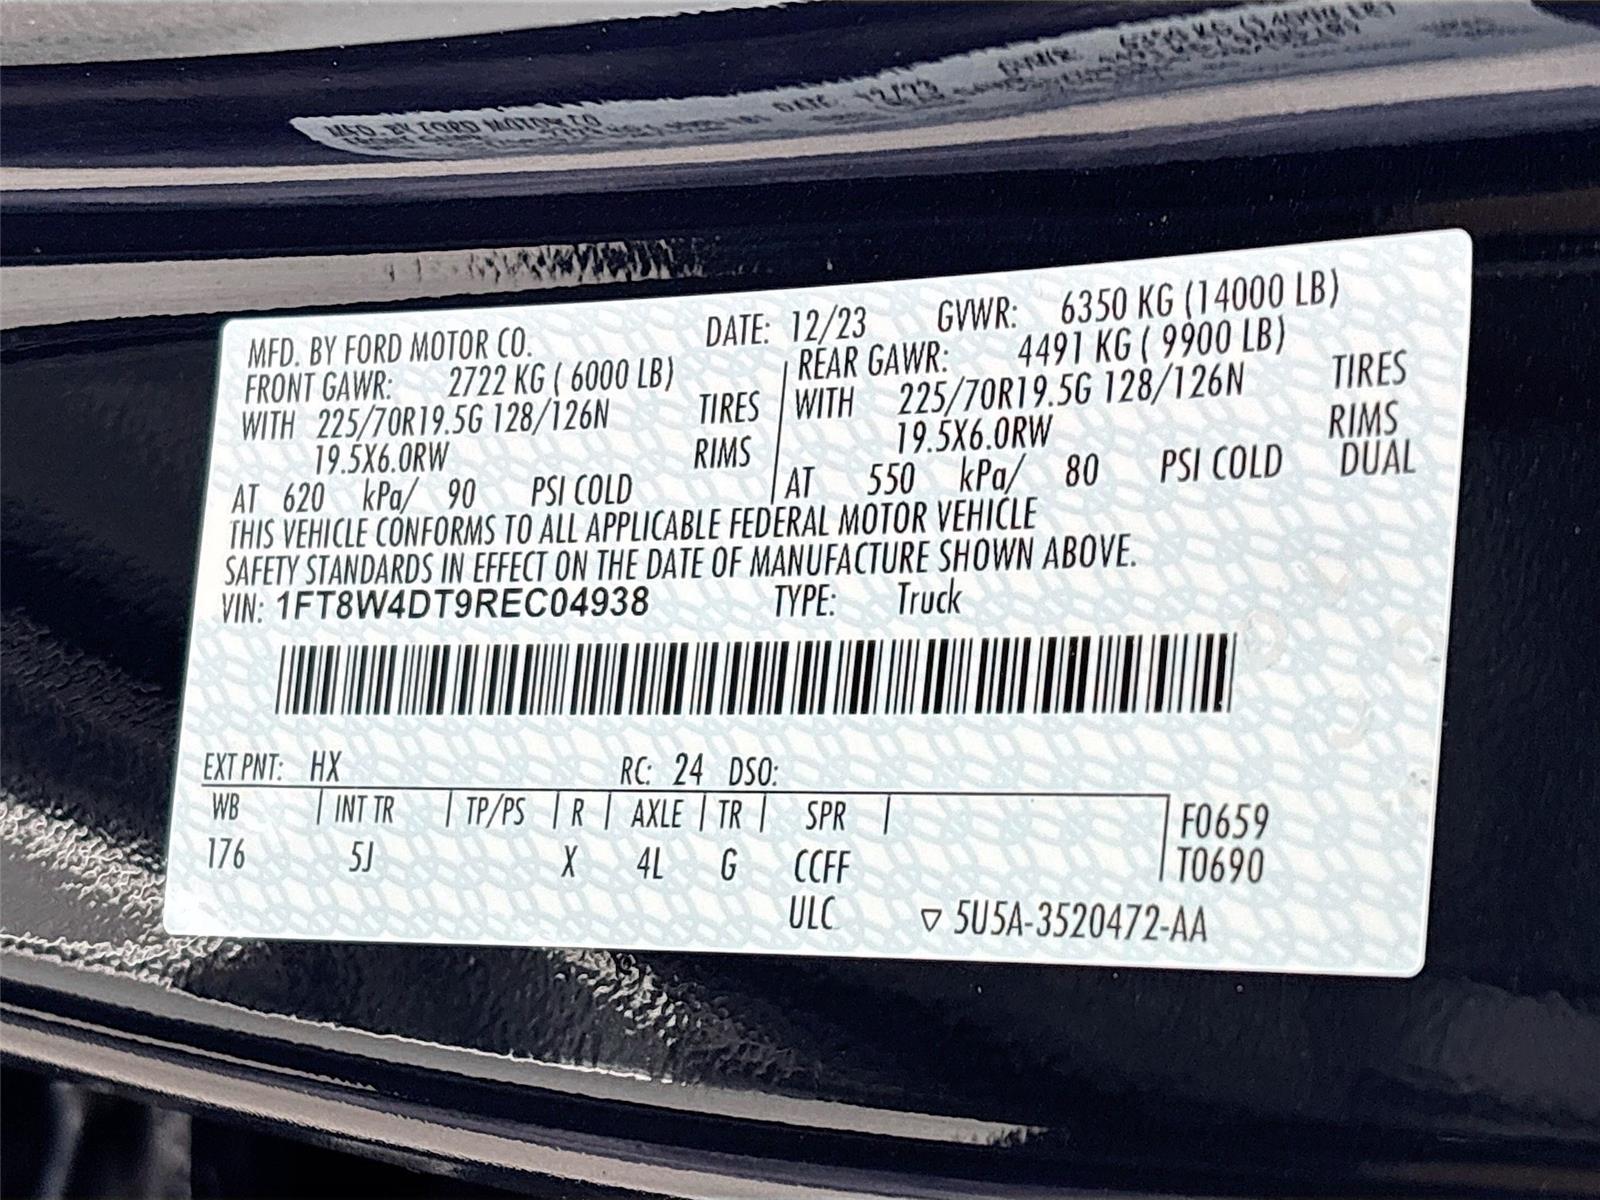 MFD. BY FORD MOTOR CO. DATE: 12/23 GVWR: 6350 KG (14000 LB)
FRONT GAWR: 2722 KG ( 6000 LB) REAR GAWR: 4491 KG ( 9900 LB)
WITH 225/70R19.5G 128/126N TIRES WITH 225/70R19.5G 128/126N TIRES
19.5X6.0RW RIMS 19.5X6.0RW RIMS
AT 620 kPa/ 90 PSI COLD AT 550 kPa/ 80 PSI COLD DUAL
THIS VEHICLE CONFORMS TO ALL APPLICABLE FEDERAL MOTOR VEHICLE
SAFETY STANDARDS IN EFFECT ON THE DATE OF MANUFACTURE SHOWN ABOVE.
VIN: 1FT8W4DT9REC04938 TYPE: Truck
EXT PNT: HX RC: 24 DSO:
WB INT TR TP/PS R AXLE TR SPR F0659
176 5J X 4L G CCFF T0690
ULC ▽ 5U5A-3520472-AA